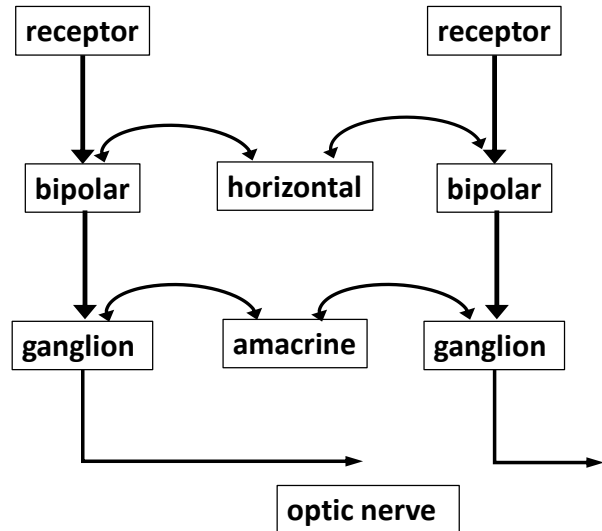 receptor
receptor
bipolar
horizontal
bipolar
ganglion
amacrine
ganglion
optic nerve